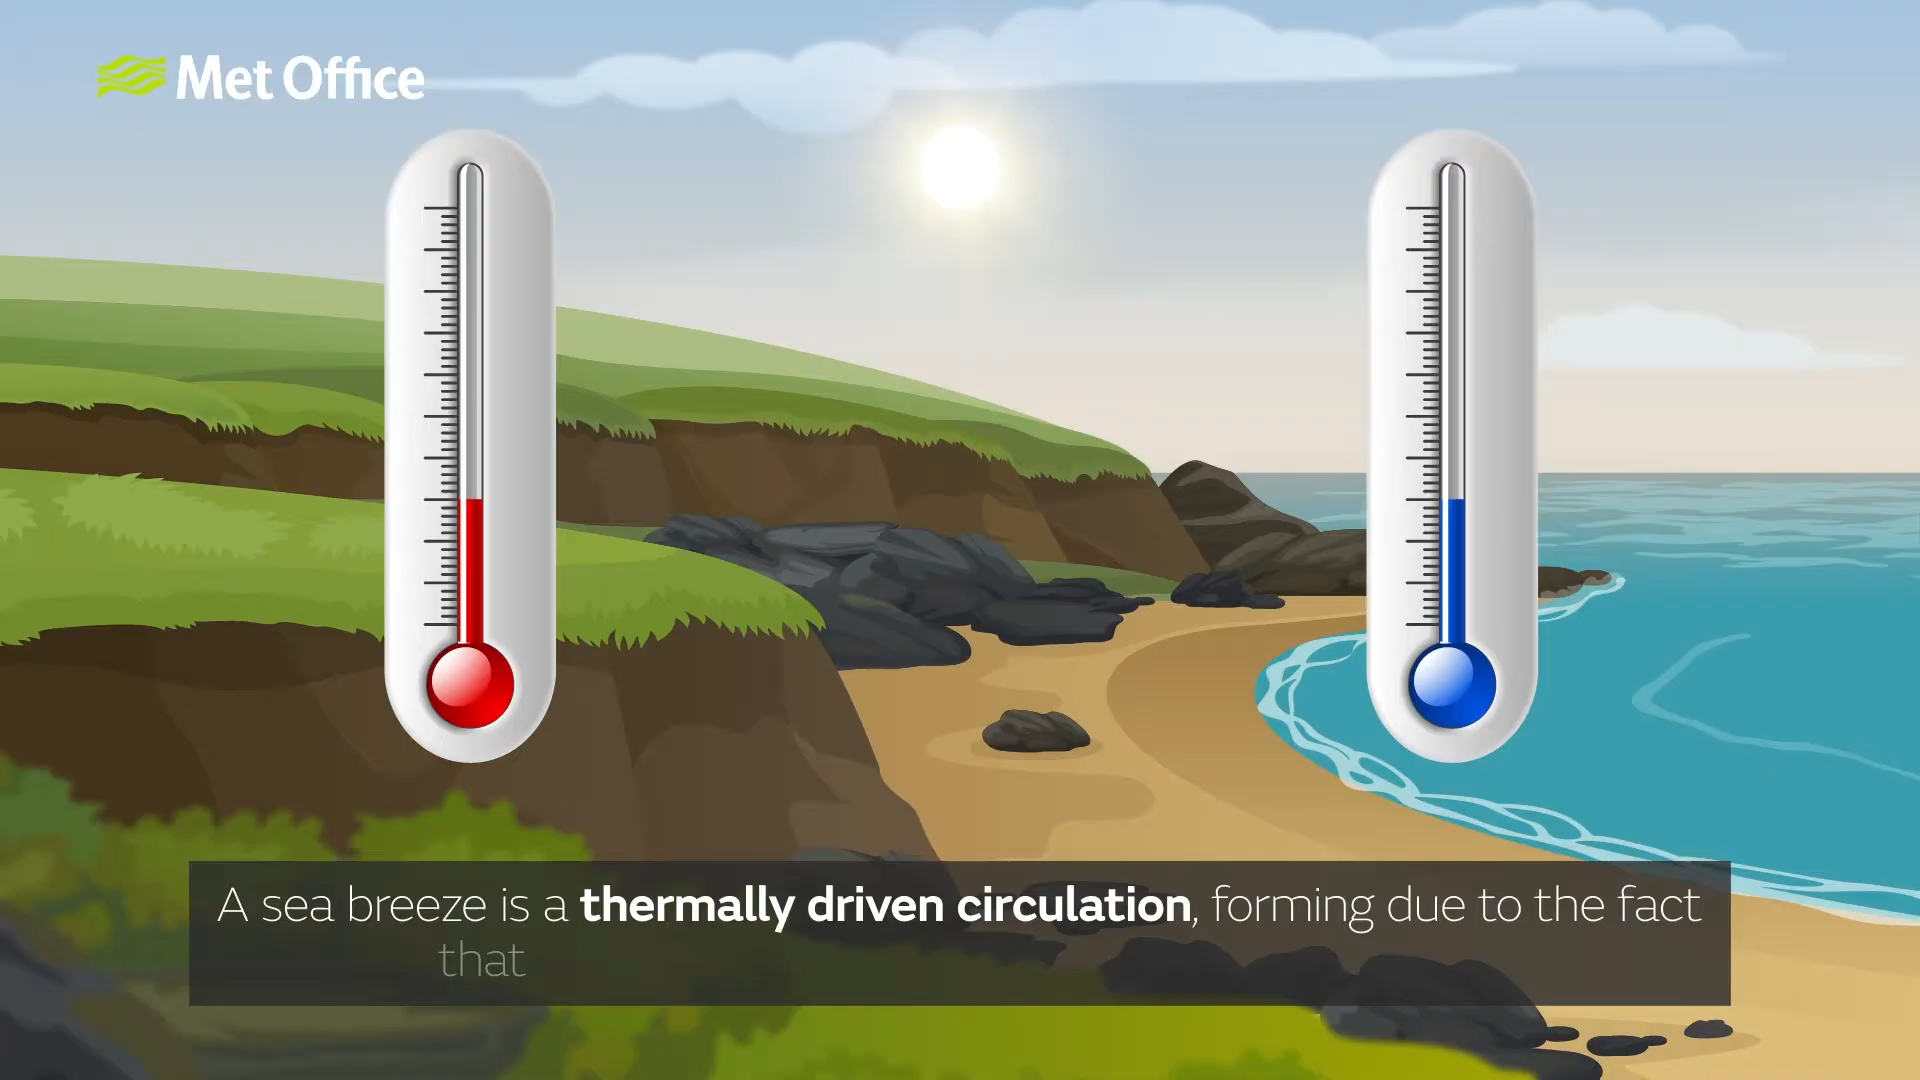 Met Office
A sea breeze is a thermally driven circulation, forming due to the fact
that